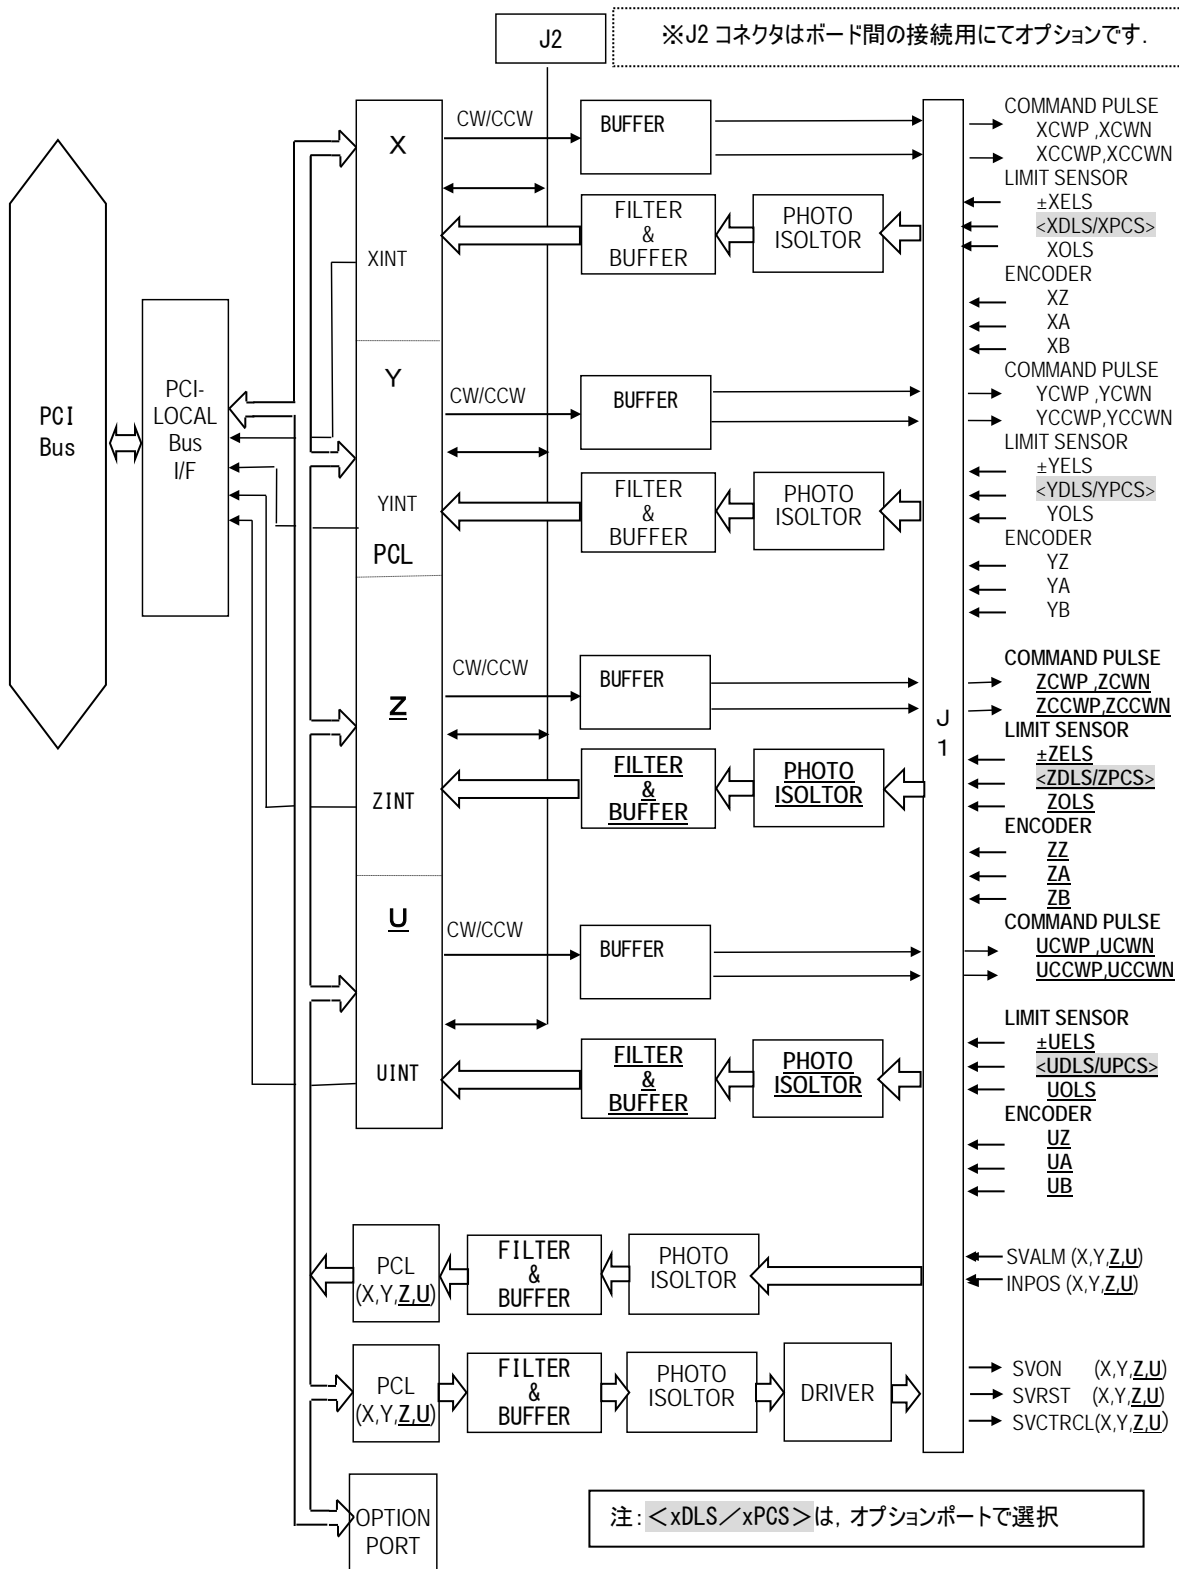 J2
※J2 コネクタはボード間の接続用にてオプションです.
PCI
Bus
PCI-
LOCAL
Bus
I/F
X
XINT
CW/CCW
BUFFER
FILTER
&
BUFFER
PHOTO
ISOLTOR
COMMAND PULSE
XCWP ,XCWN
XCCWP,XCCWN
LIMIT SENSOR
±XELS
<XDLS/XPCS>
XOLS
ENCODER
XZ
XA
XB
Y
YINT
PCL
CW/CCW
BUFFER
FILTER
&
BUFFER
PHOTO
ISOLTOR
COMMAND PULSE
YCWP ,YCWN
YCCWP,YCCWN
LIMIT SENSOR
±YELS
<YDLS/YPCS>
YOLS
ENCODER
YZ
YA
YB
Z
ZINT
CW/CCW
BUFFER
FILTER
&
BUFFER
PHOTO
ISOLTOR
J
1
COMMAND PULSE
ZCWP ,ZCWN
ZCCWP,ZCCWN
LIMIT SENSOR
±ZELS
<ZDLS/ZPCS>
ZOLS
ENCODER
ZZ
ZA
ZB
U
UINT
CW/CCW
BUFFER
FILTER
&
BUFFER
PHOTO
ISOLTOR
COMMAND PULSE
UCWP ,UCWN
UCCWP,UCCWN
LIMIT SENSOR
±UELS
<UDLS/UPCS>
UOLS
ENCODER
UZ
UA
UB
PCL
(X,Y,Z,U)
FILTER
&
BUFFER
PHOTO
ISOLTOR
SVALM (X,Y,Z,U)
INPOS (X,Y,Z,U)
PCL
(X,Y,Z,U)
FILTER
&
BUFFER
PHOTO
ISOLTOR
DRIVER
SVON (X,Y,Z,U)
SVRST (X,Y,Z,U)
SVCTRCL(X,Y,Z,U)
OPTION
PORT
注:<xDLS/xPCS>は, オプションポートで選択